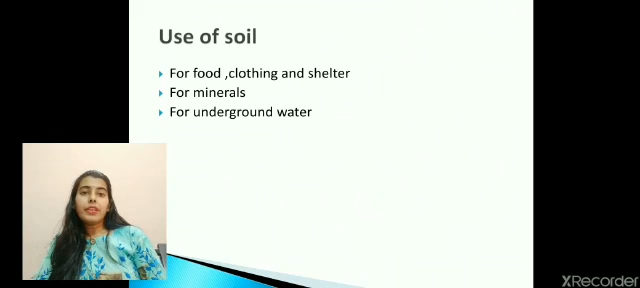 Use of soil
For food ,clothing and shelter
For minerals
For underground water
XRecorder